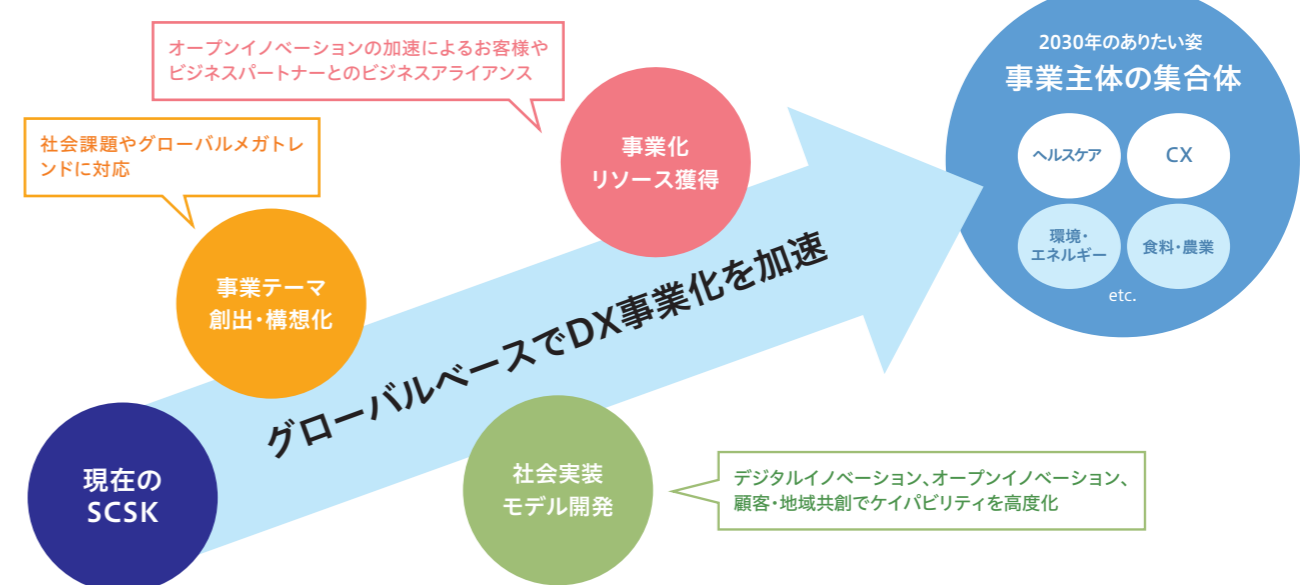 オープンイノベーションの加速によるお客様や
ビジネスパートナーとのビジネスアライアンス
社会課題やグローバルメガトレ
ンドに対応
事業化
リソース獲得
2030年のありたい姿
事業主体の集合体
ヘルスケア
CX
環境・
エネルギー
食料・農業
etc.
事業テーマ
創出・構想化
グローバルベースでDX事業化を加速
現在の
SCSK
社会実装
モデル開発
デジタルイノベーション、オープンイノベーション、
顧客・地域共創でケイパビリティを高度化